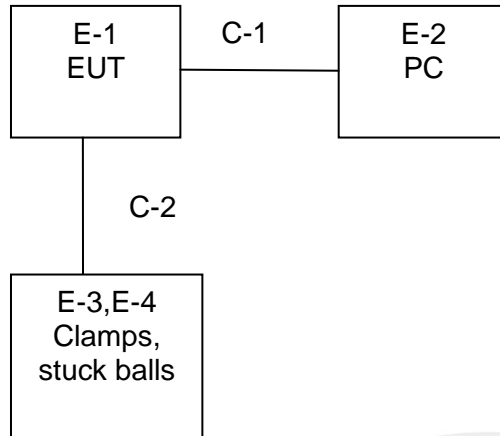 E-1
EUT
C-1
E-2
PC
C-2
E-3,E-4
Clamps,
stuck balls